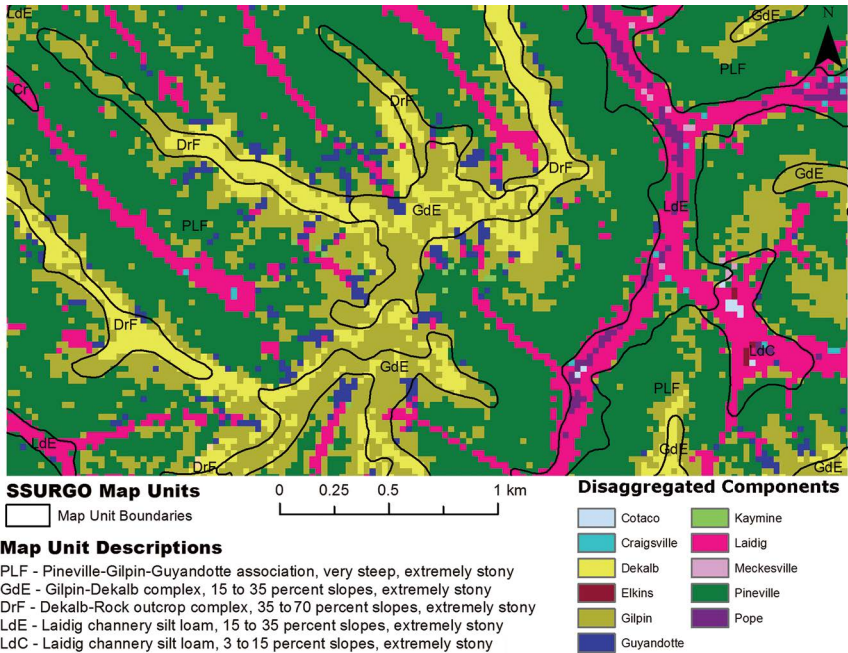 LdE
GdE
N
PLF
Cr
DrF
DrF
DrF
GdE
PLF
GdE
LdE
DrF
LdC
GdE
PLF
LdE
GdE
DrF
GdE
SSURGO Map Units
Map Unit Boundaries
0 0.25 0.5 1 km
Map Unit Descriptions
PLF - Pineville-Gilpin-Guyandotte association, very steep, extremely stony
GdE - Gilpin-Dekalb complex, 15 to 35 percent slopes, extremely stony
DrF - Dekalb-Rock outcrop complex, 35 to 70 percent slopes, extremely stony
LdE - Laidig channery silt loam, 15 to 35 percent slopes, extremely stony
LdC - Laidig channery silt loam, 3 to 15 percent slopes, extremely stony
Disaggregated Components
Cotaco
Craigsville
Dekalb
Elkins
Gilpin
Guyandotte
Kaymine
Laidig
Meckesville
Pineville
Pope